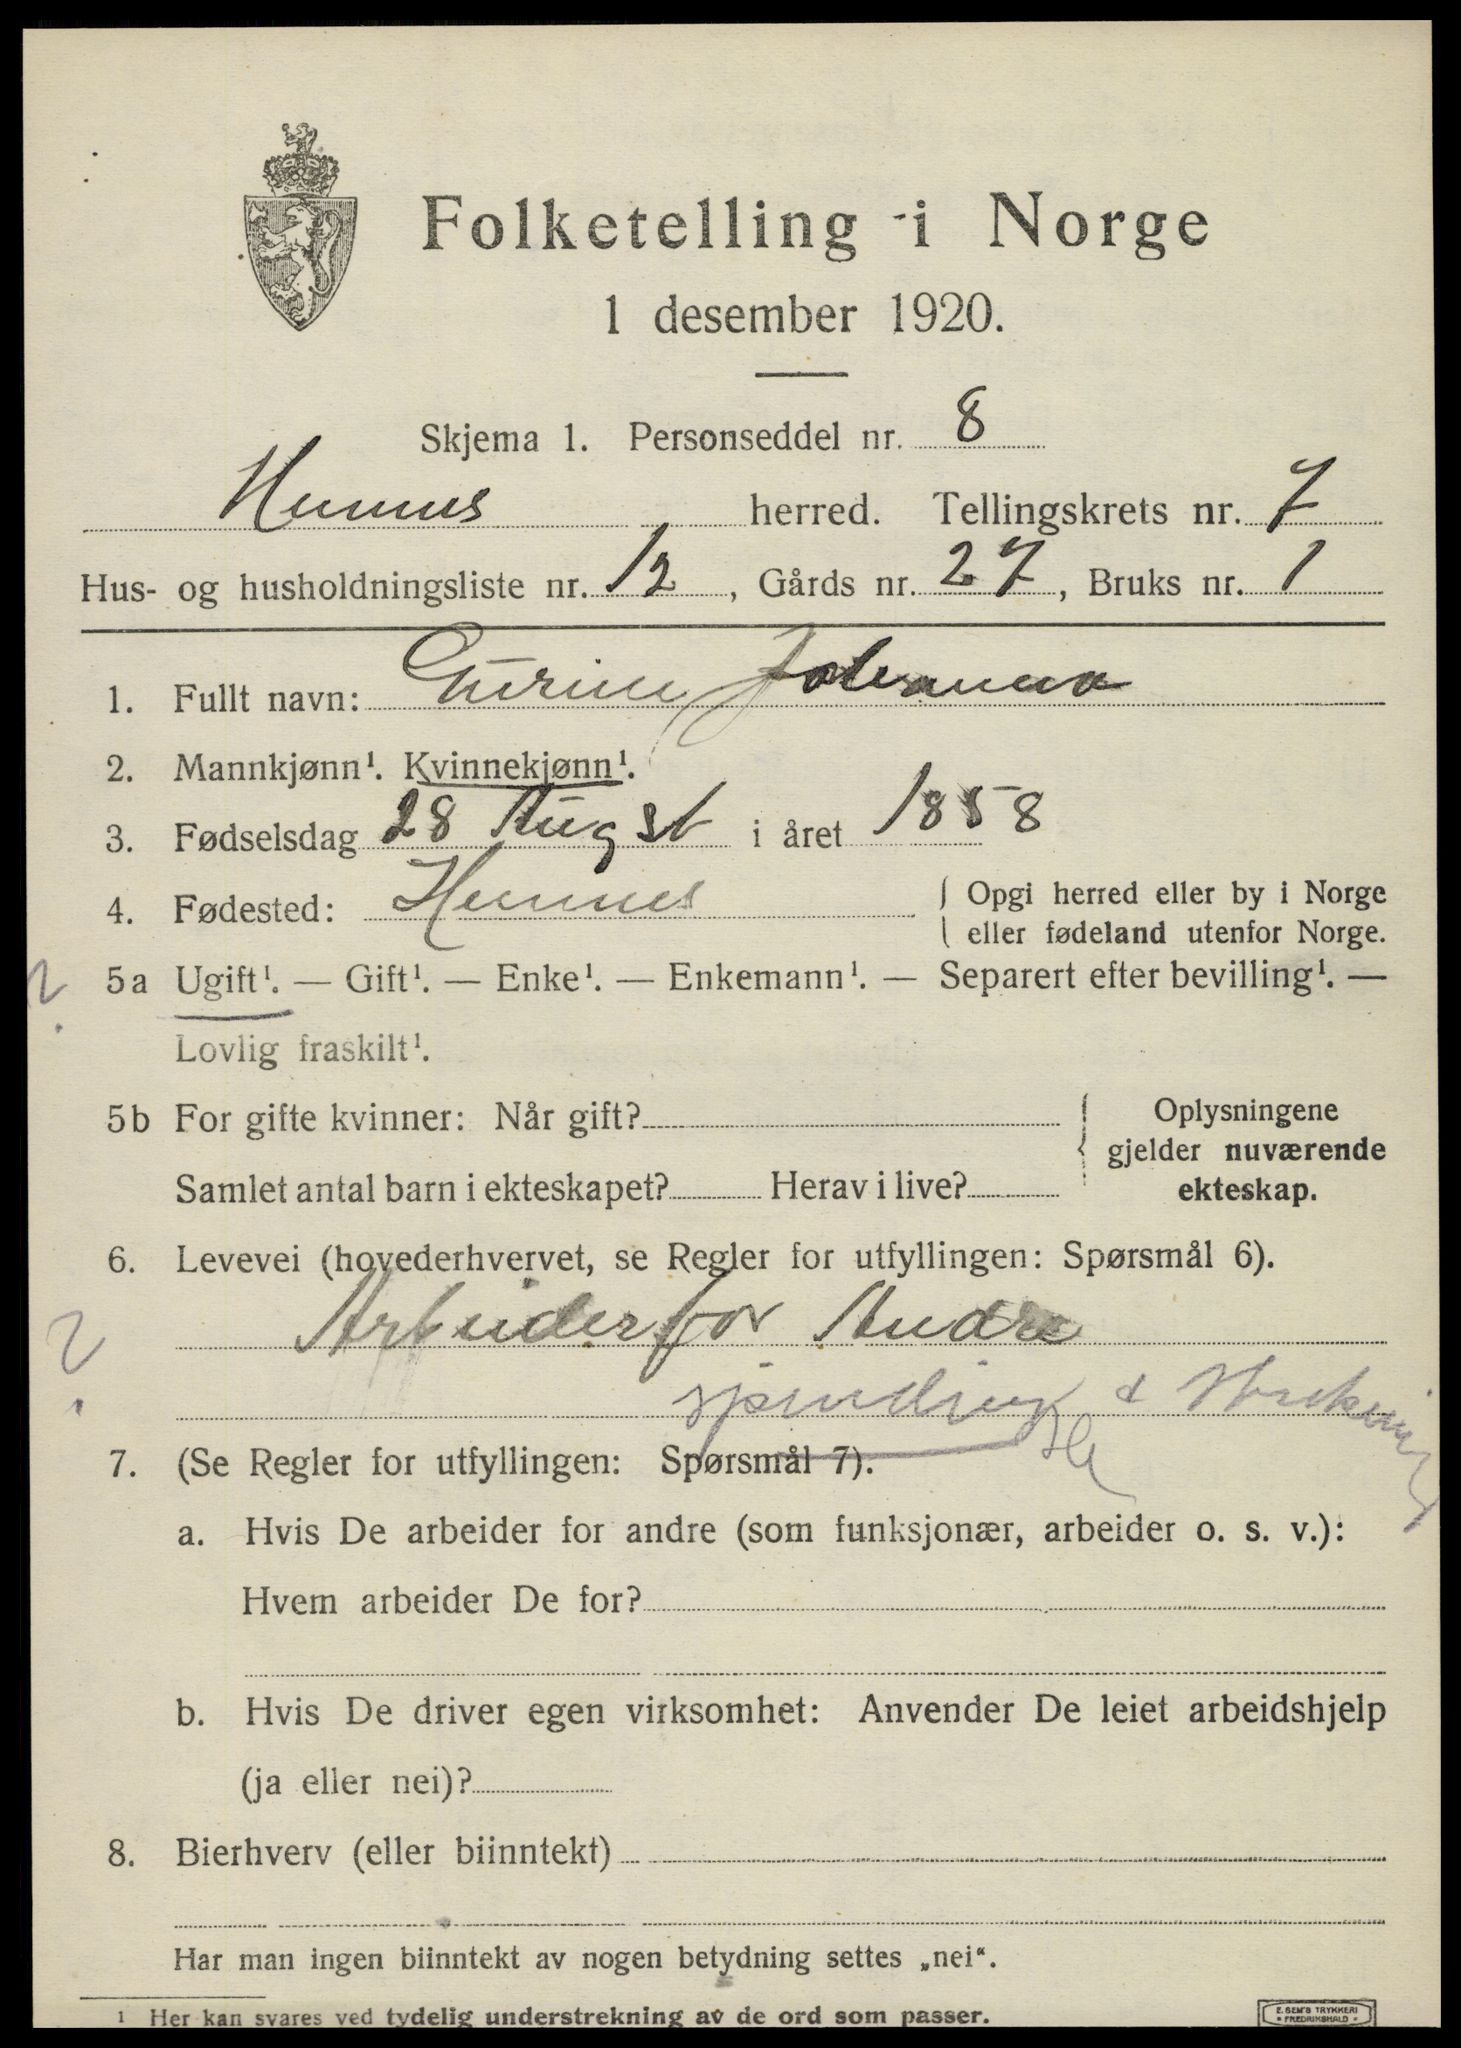 Folketelling i Norge
1 desember 1920.
Skjema 1. Personseddel nr. 8
Hemnes herred. Tellingskrets nr. 7
Hus- og husholdningsliste nr. 12, Gårds nr. 27, Bruks nr. 1
1. Fullt navn: Gurine Johanna
2. Mannkjønn¹. Kvinnekjønn¹.
3. Fødselsdag 28 Augst i året 1858
4. Fødested: Hemnes { Opgi herred eller by i Norge
eller fødeland utenfor Norge.
? 5a Ugift¹. — Gift¹. — Enke¹. — Enkemann¹. — Separert efter bevilling¹. —
Lovlig fraskilt¹.
5b For gifte kvinner: Når gift? { Oplysningene
gjelder nuværende
Samlet antal barn i ekteskapet? Herav i live? ekteskap.
6. Levevei (hovederhvervet, se Regler for utfyllingen: Spørsmål 6).
? Arbeider for Andre
spinding & Strikning
7. (Se Regler for utfyllingen: Spørsmål 7).
a. Hvis De arbeider for andre (som funksjonær, arbeider o. s. v.):
Hvem arbeider De for?
b. Hvis De driver egen virksomhet: Anvender De leiet arbeidshjelp
(ja eller nei)?
8. Bierhverv (eller biinntekt)
Har man ingen biinntekt av nogen betydning settes „nei“.
¹ Her kan svares ved tydelig understrekning av de ord som passer.
E. SEM'S TRYKKERI
• FREDRIKSHALD •